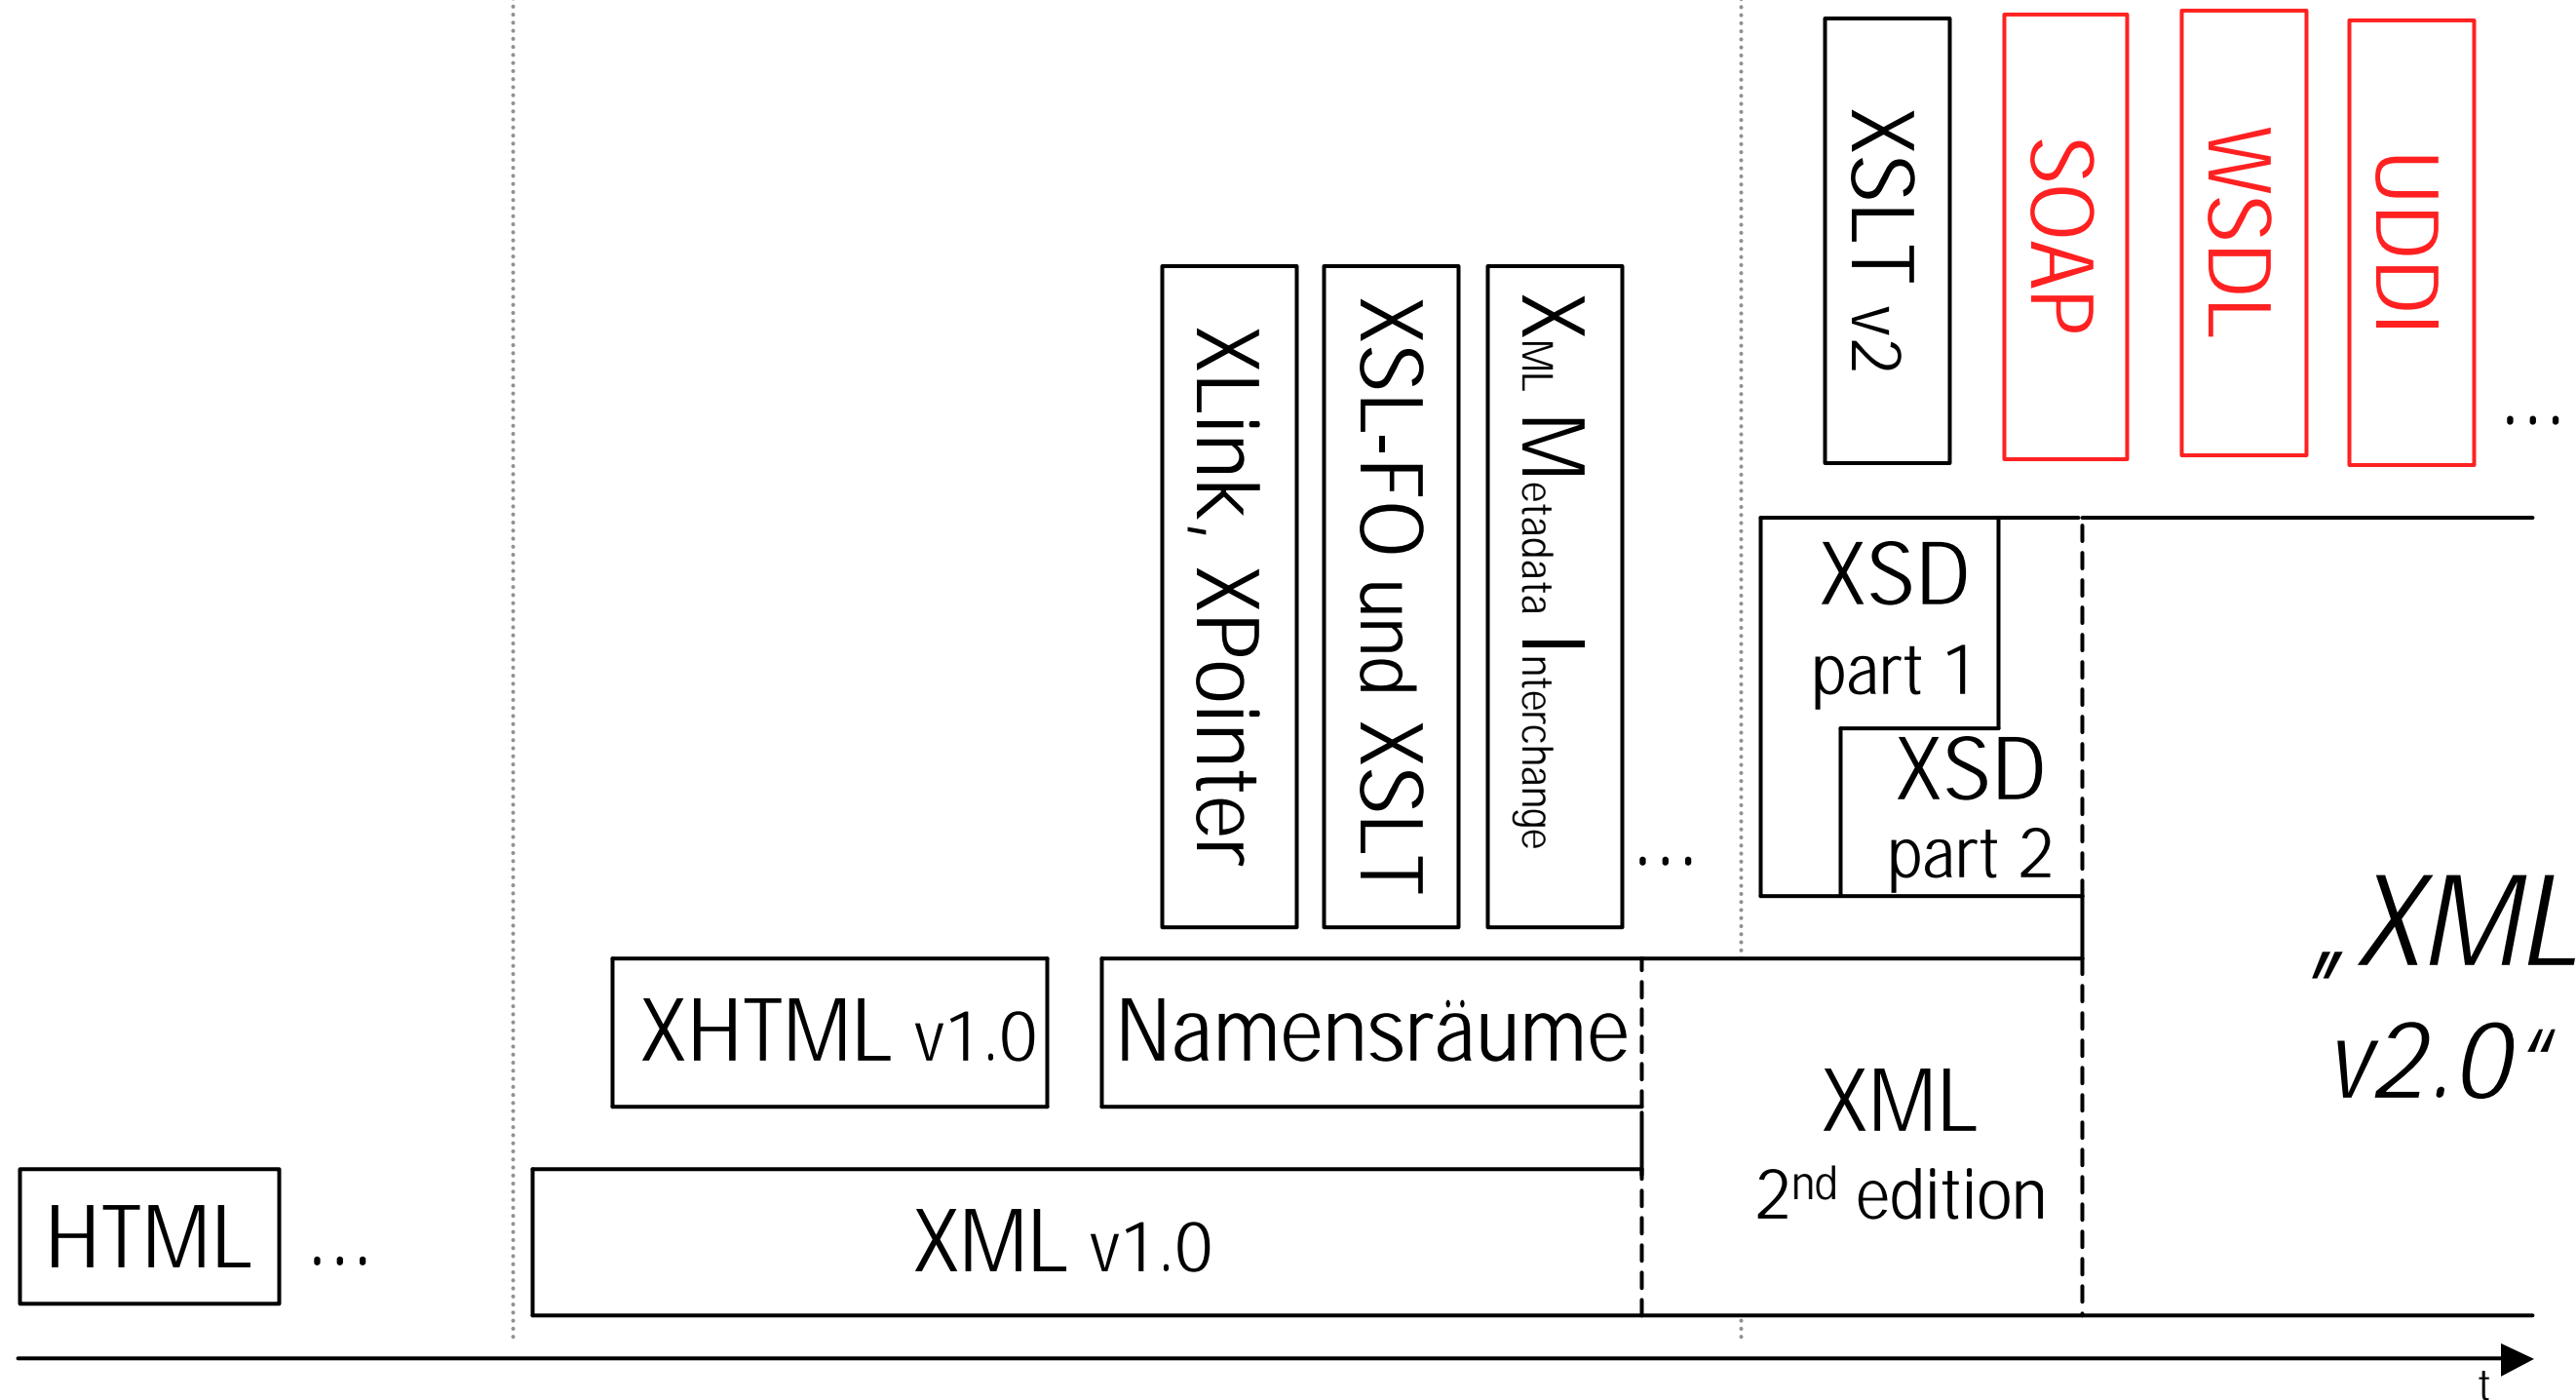 XSLT v2
SOAP
WSDL
UDDI
...
XLink, XPointer
XSL-FO und XSLT
XML Metadata Interchange
...
XSD
part 1
XSD
part 2
„XML
v2.0“
XHTML v1.0
Namensräume
XML
2nd edition
HTML ...
XML v1.0
t